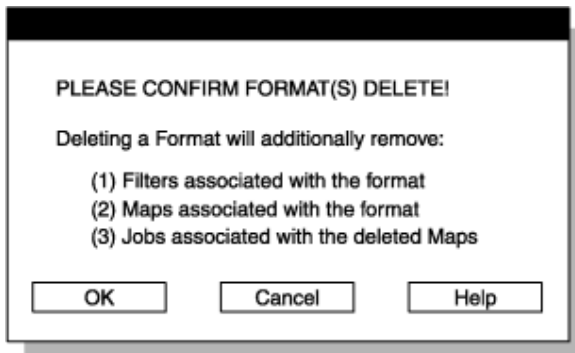 PLEASE CONFIRM FORMAT(S) DELETE!
Deleting a Format will additionally remove:
(1) Filters associated with the format
(2) Maps associated with the format
(3) Jobs associated with the deleted Maps
OK Cancel Help